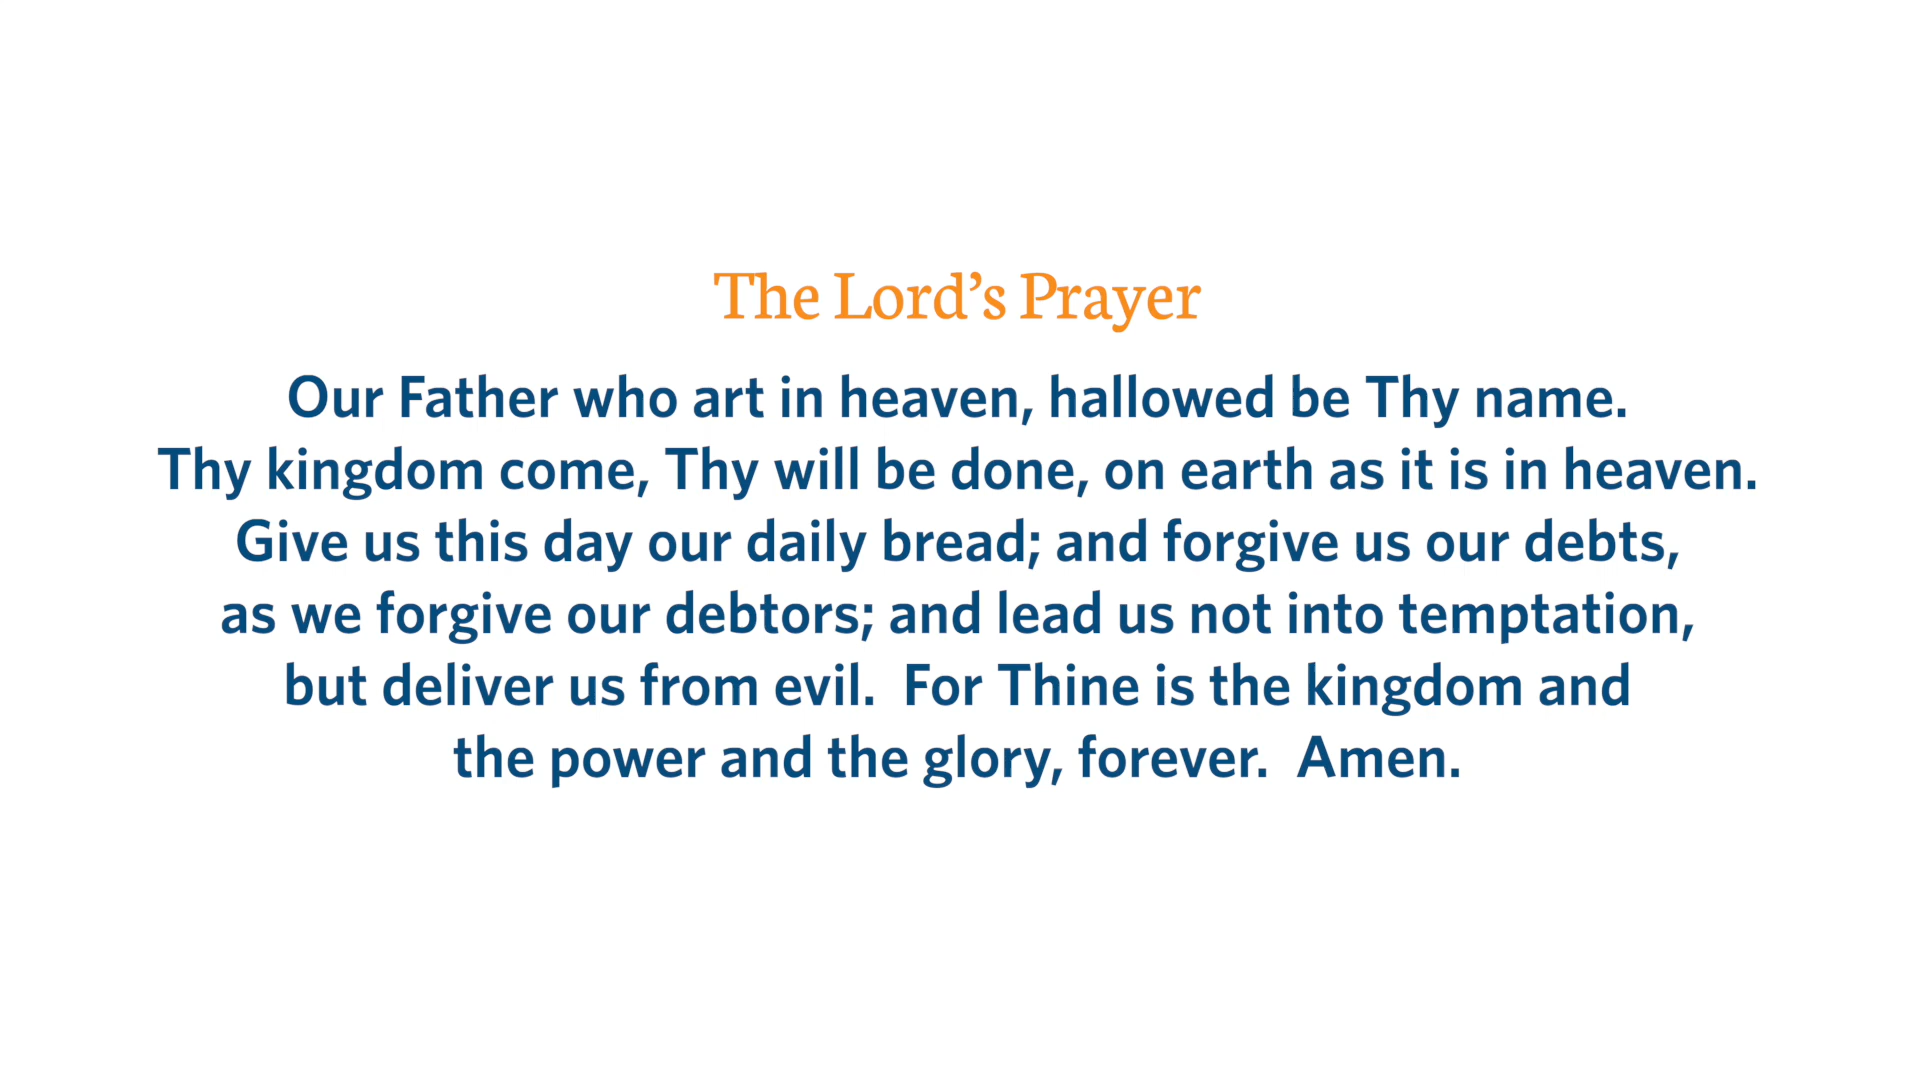 The Lord’s Prayer
Our Father who art in heaven, hallowed be Thy name.
Thy kingdom come, Thy will be done, on earth as it is in heaven.
Give us this day our daily bread; and forgive us our debts,
as we forgive our debtors; and lead us not into temptation,
but deliver us from evil.  For Thine is the kingdom and
the power and the glory, forever.  Amen.